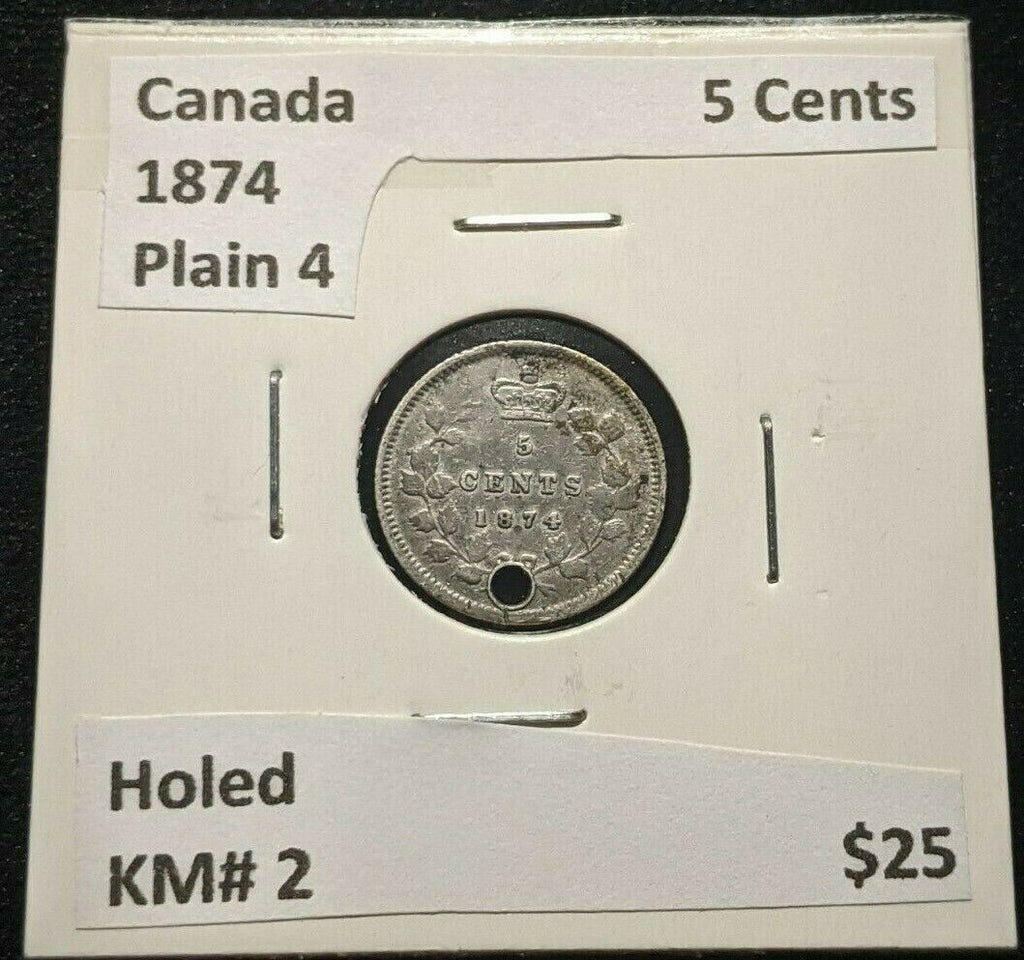 Canada 5 Cents
1874
Plain 4
5
CENTS
1874
Holed
KM# 2 $25